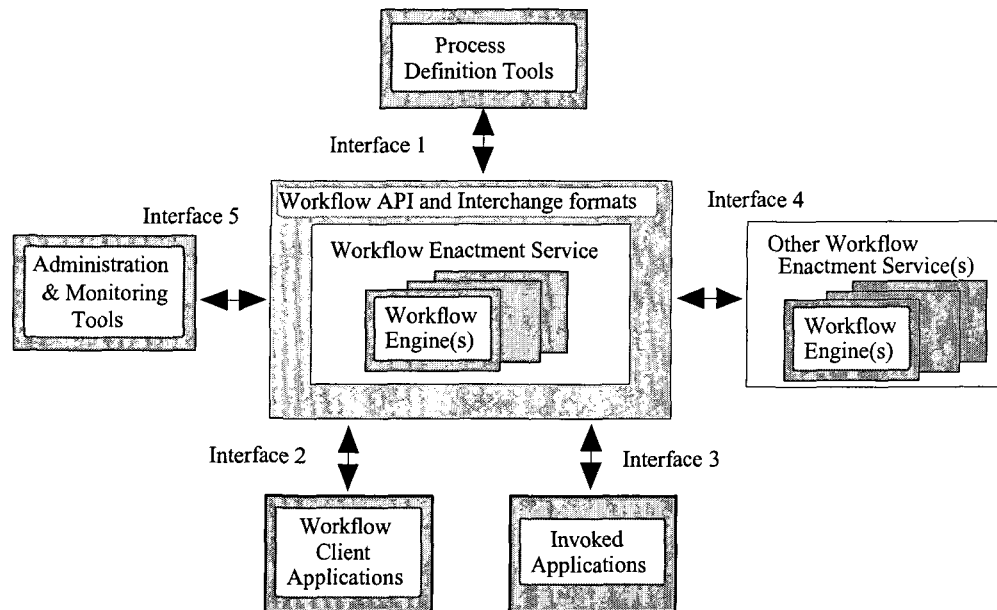 Process
Definition Tools
Interface 1
Workflow API and Interchange formats
Interface 5
Interface 4
Workflow Enactment Service
Workflow
Engine(s)
Administration
& Monitoring
Tools
Other Workflow
Enactment Service(s)
Workflow
Engine(s)
Interface 2
Interface 3
Workflow
Client
Applications
Invoked
Applications